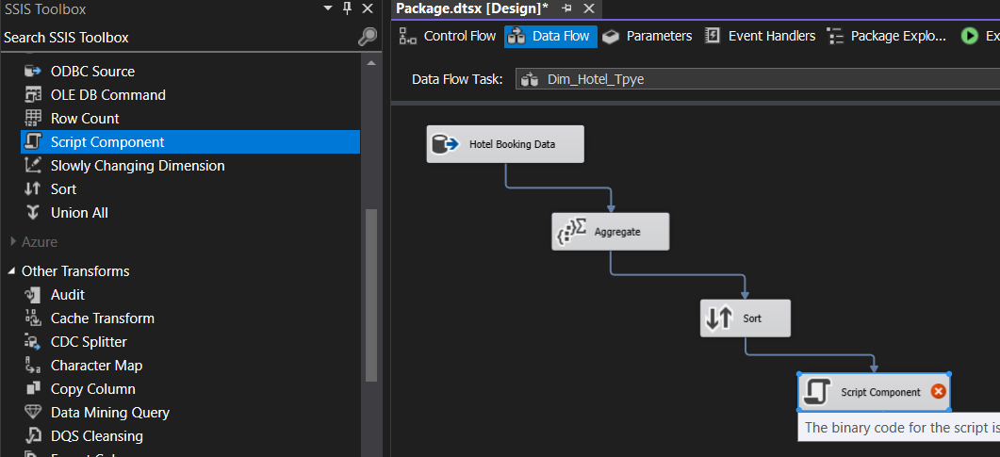 SSIS Toolbox
Search SSIS Toolbox
ODBC Source
OLE DB Command
Row Count
Script Component
Slowly Changing Dimension
Sort
Union All
Azure
Other Transforms
Audit
Cache Transform
CDC Splitter
Character Map
Copy Column
Data Mining Query
DQS Cleansing
Package.dtsx [Design]*
Control Flow
Data Flow
Parameters
Event Handlers
Package Explo...
Ex
Data Flow Task:
Dim_Hotel_Tpye
Hotel Booking Data
Aggregate
Sort
Script Component
The binary code for the script is